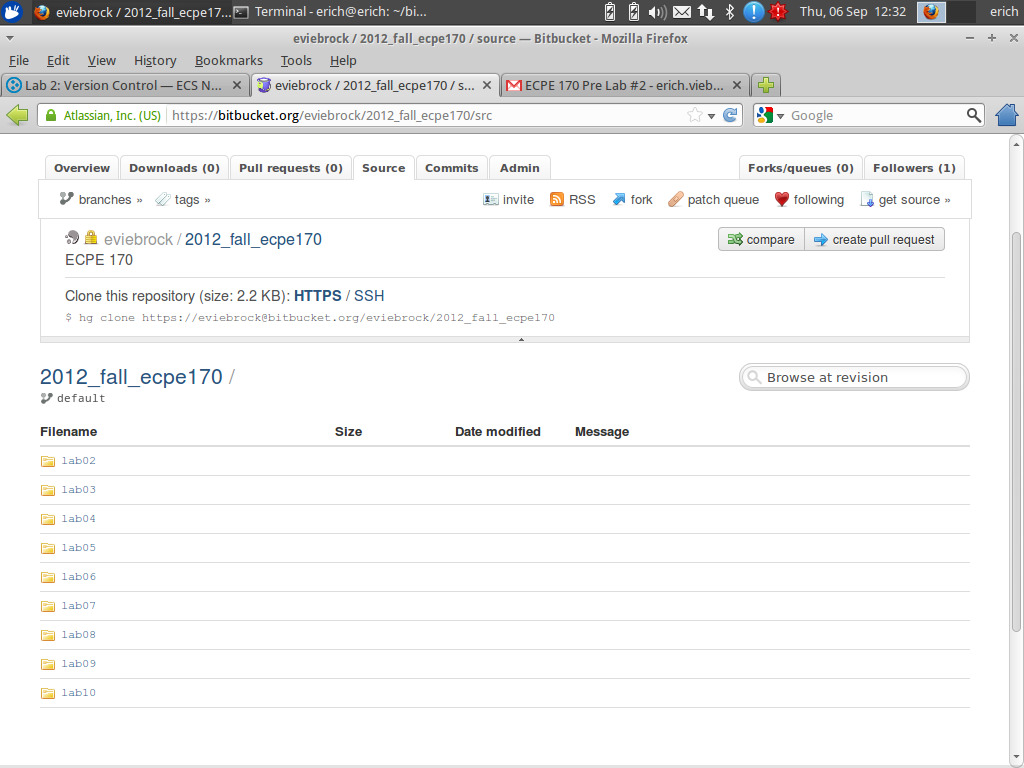 eviebrock / 2012_fall_ecpe17... Terminal - erich@erich: ~/bi... Thu, 06 Sep 12:32 erich
eviebrock / 2012_fall_ecpe170 / source — Bitbucket - Mozilla Firefox
File Edit View History Bookmarks Tools Help
Lab 2: Version Control — ECS N... eviebrock / 2012_fall_ecpe170 / s... ECPE 170 Pre Lab #2 - erich.vieb...
Atlassian, Inc. (US) https://bitbucket.org/eviebrock/2012_fall_ecpe170/src Google
Overview Downloads (0) Pull requests (0) Source Commits Admin Forks/queues (0) Followers (1)
branches » tags » invite RSS fork patch queue following get source »
eviebrock / 2012_fall_ecpe170 compare create pull request
ECPE 170
Clone this repository (size: 2.2 KB): HTTPS / SSH
$ hg clone https://eviebrock@bitbucket.org/eviebrock/2012_fall_ecpe170
2012_fall_ecpe170 / Browse at revision
default
Filename Size Date modified Message
lab02
lab03
lab04
lab05
lab06
lab07
lab08
lab09
lab10